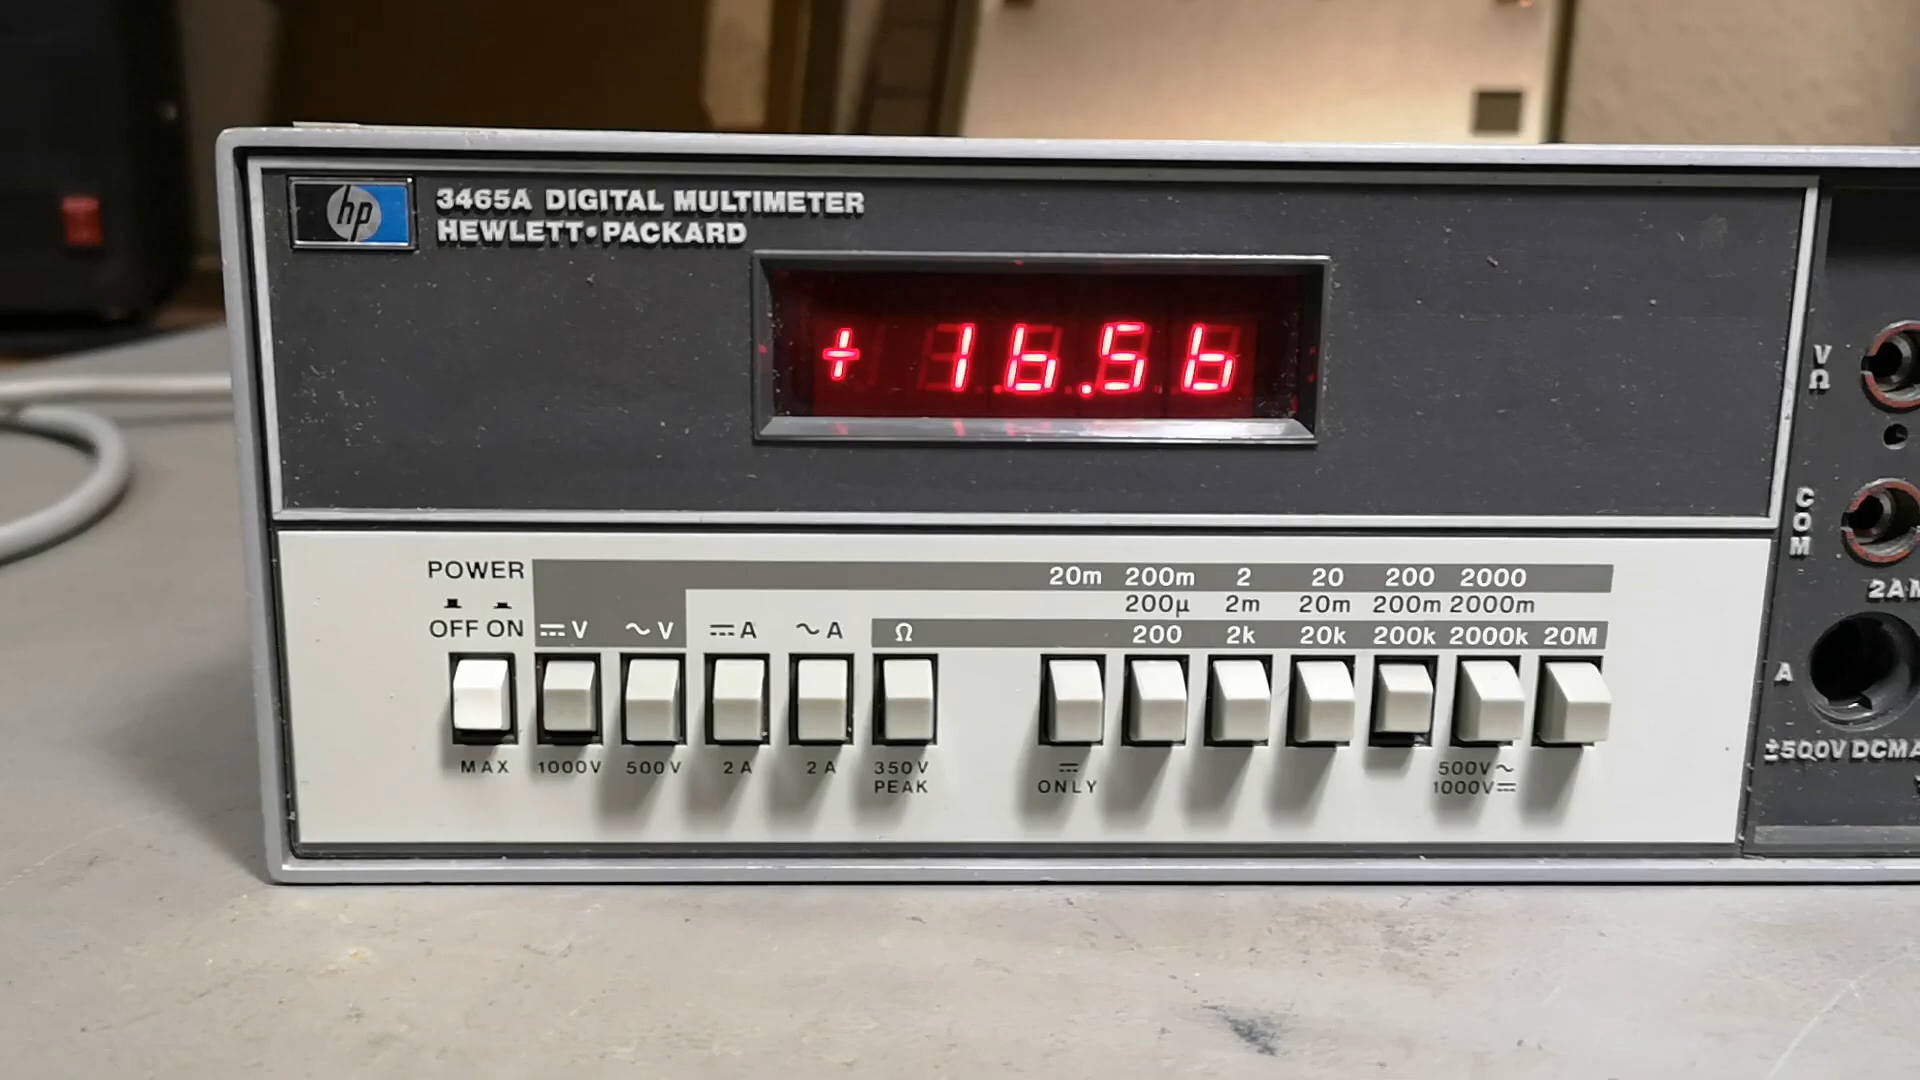 hp
3465A DIGITAL MULTIMETER
HEWLETT•PACKARD
+ 16.56
V
Ω
COM
2A M
A
±500V DCMA
POWER
OFF ON
⎓V ~V ⎓A ~A Ω
20m 200m 2 20 200 2000
200µ 2m 20m 200m 2000m
200 2k 20k 200k 2000k 20M
MAX 1000V 500V 2A 2A 350V
PEAK
⎓
ONLY
500V~
1000V⎓